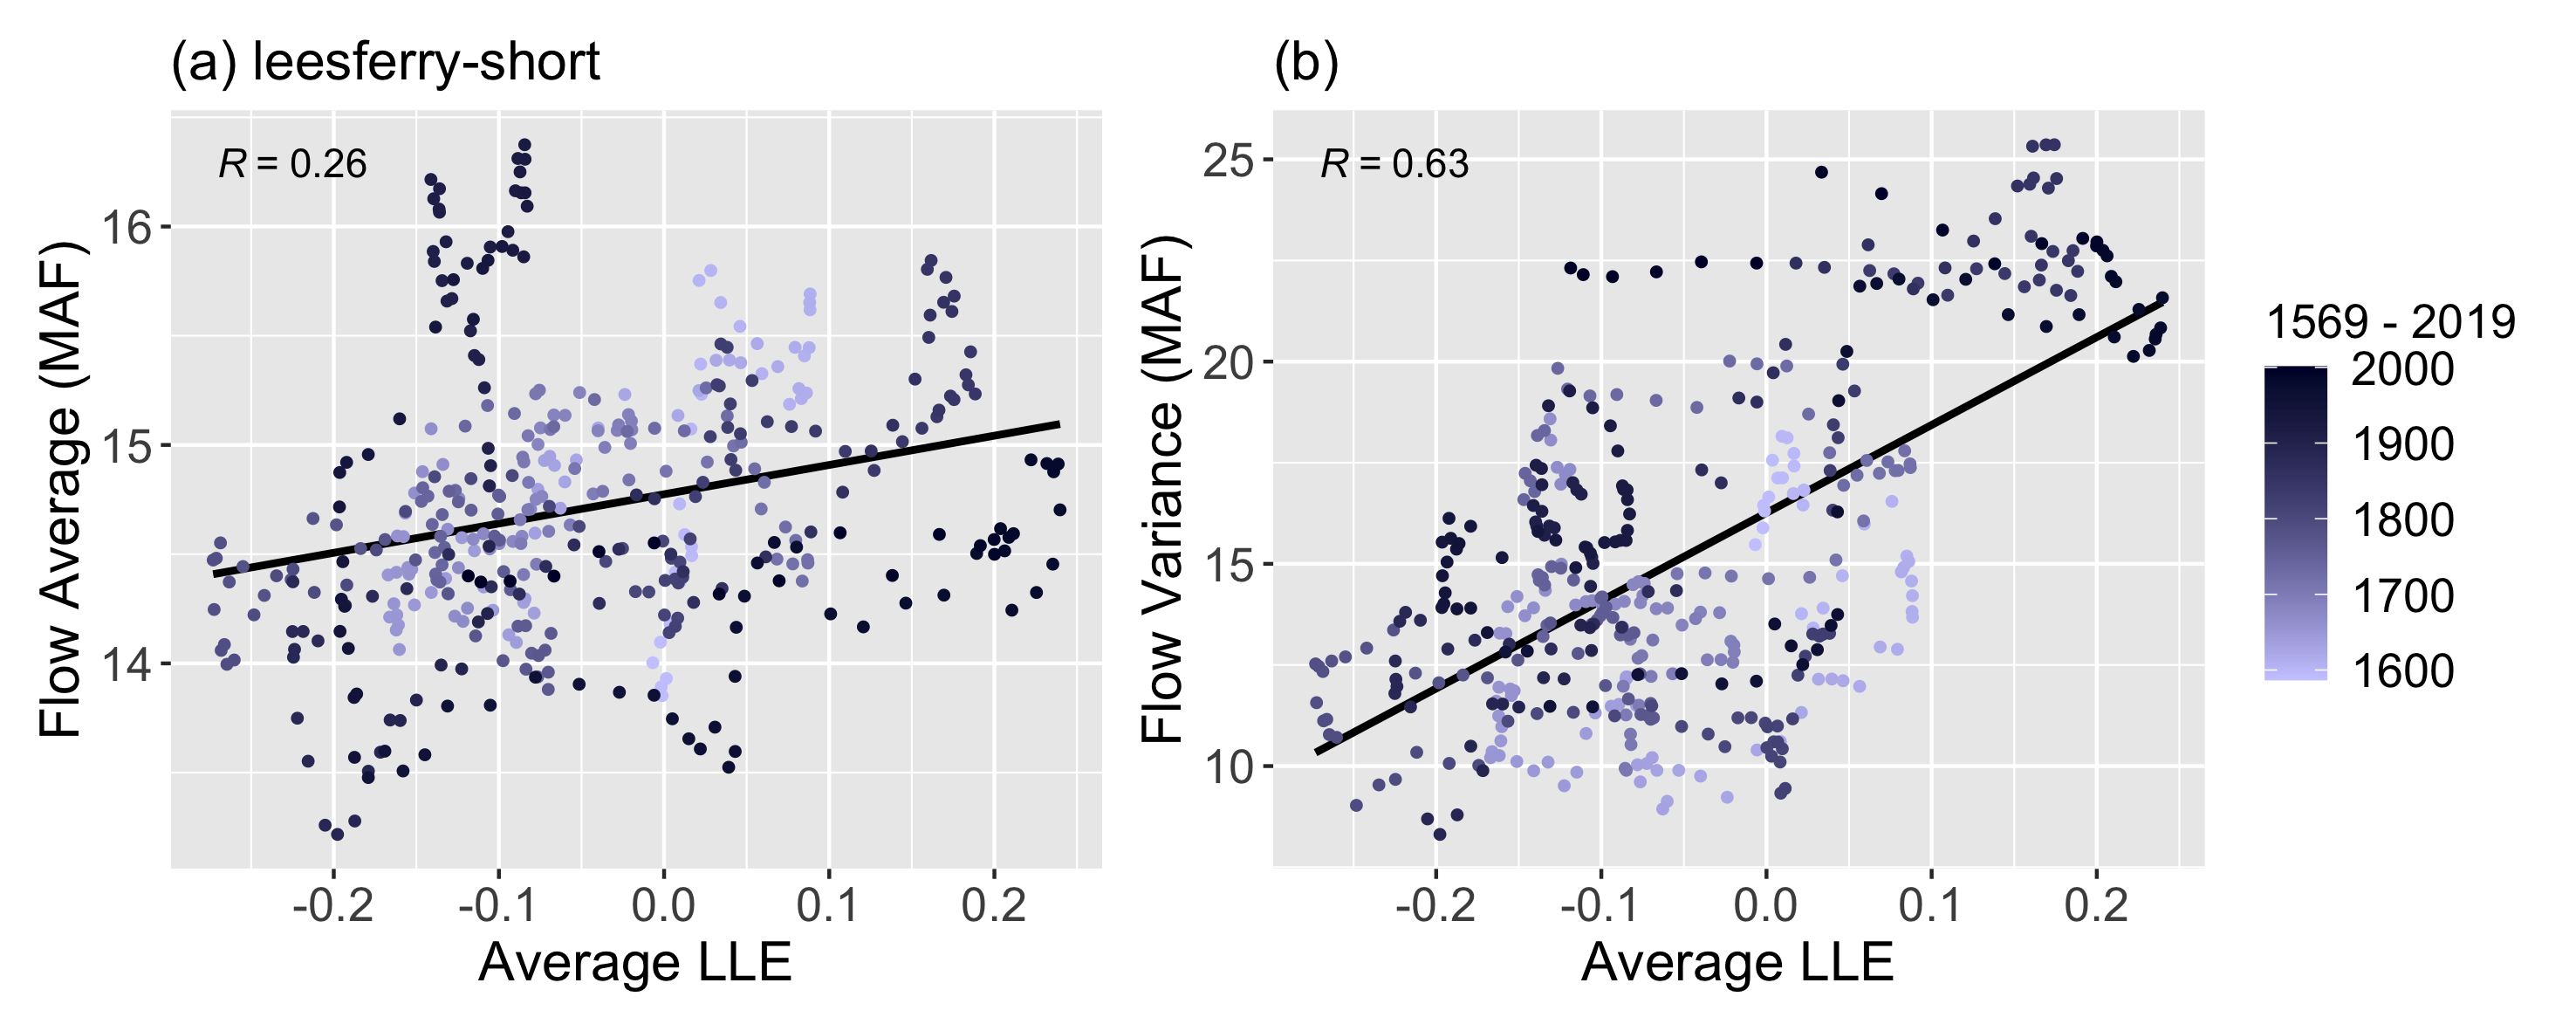 (a) leesferry-short
R = 0.26
Flow Average (MAF)
16
15
14
-0.2 -0.1 0.0 0.1 0.2
Average LLE
(b)
R = 0.63
Flow Variance (MAF)
25
20
15
10
-0.2 -0.1 0.0 0.1 0.2
Average LLE
1569 - 2019
2000
1900
1800
1700
1600